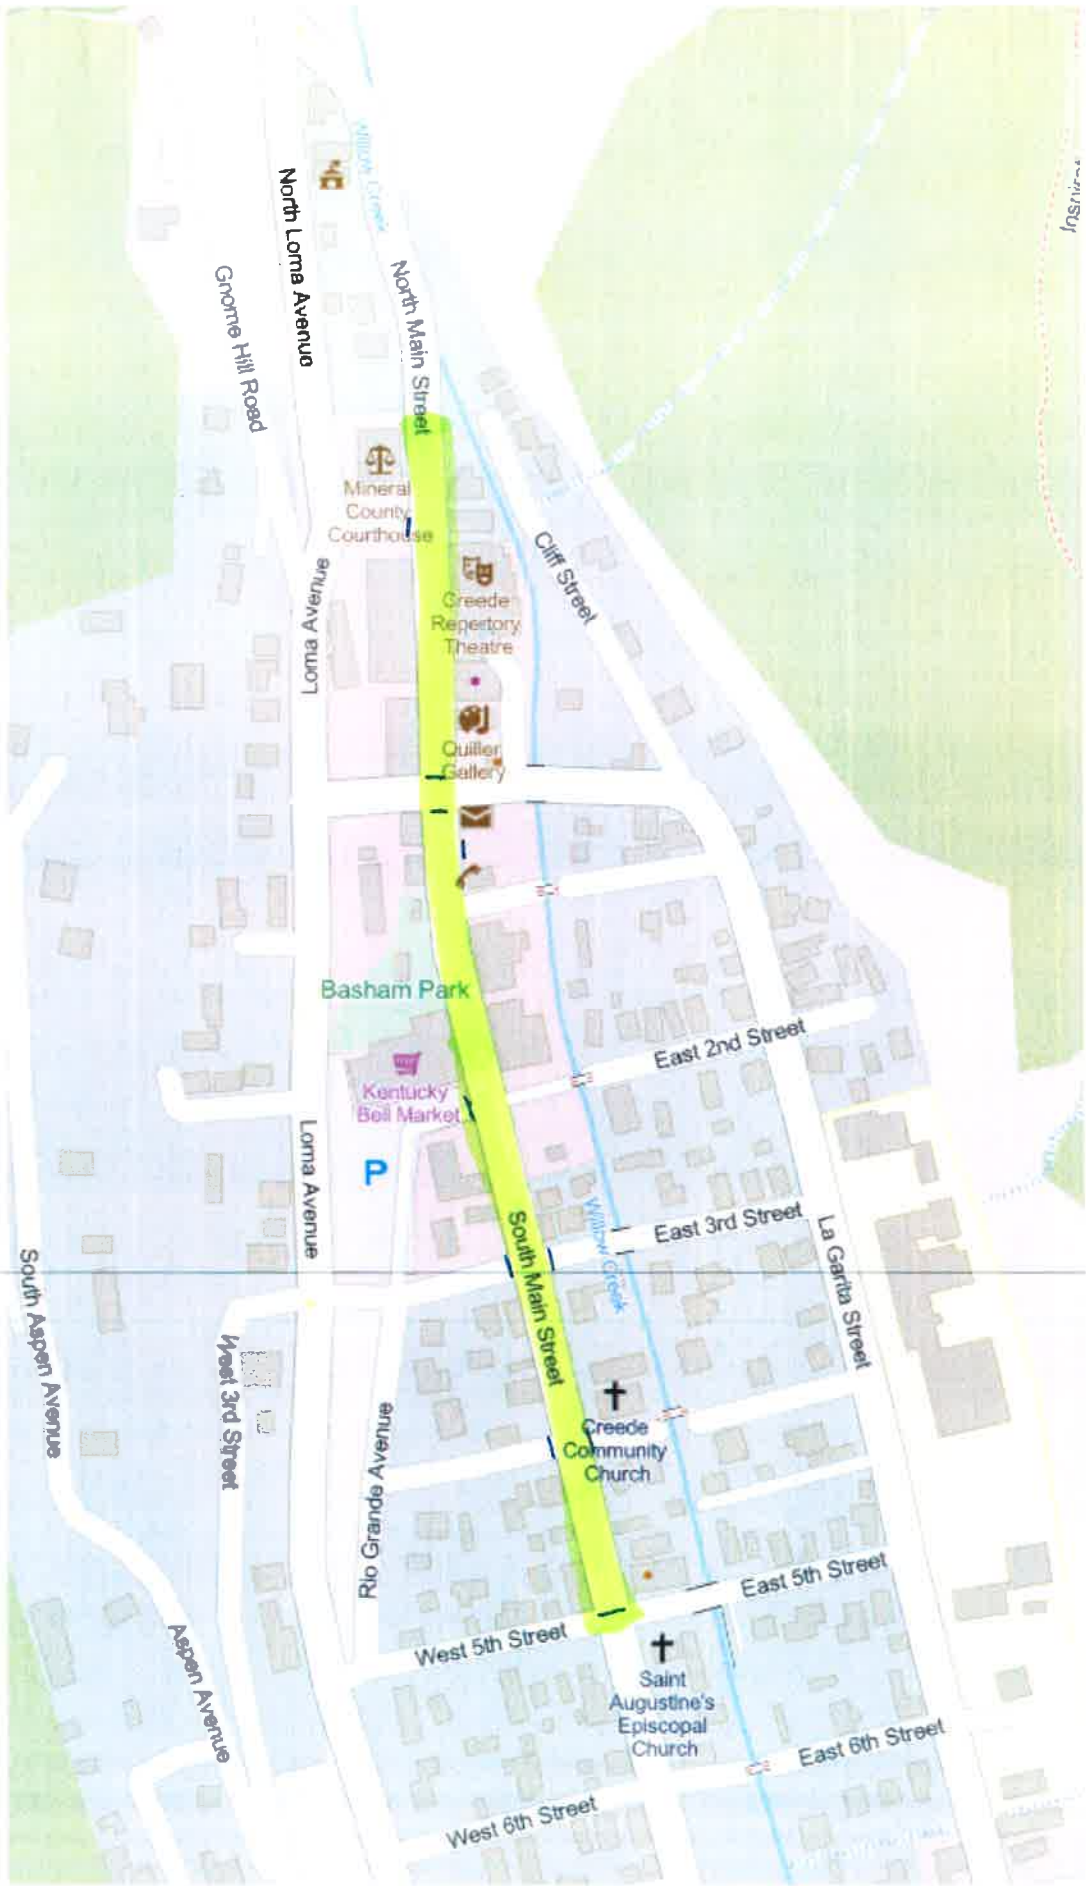 Willow Creek
North Loma Avenue
Gnome Hill Road
North Main Street
Mineral
County
Courthouse
Cliff Street
Creede
Repertory
Theatre
Loma Avenue
Quiller
Gallery
Basham Park
East 2nd Street
Kentucky
Bell Market
Loma Avenue
P
South Main Street
Willow Creek
East 3rd Street
La Garita Street
South Aspen Avenue
West 3rd Street
Rio Grande Avenue
Creede
Community
Church
East 5th Street
West 5th Street
Aspen Avenue
Saint
Augustine's
Episcopal
Church
East 6th Street
West 6th Street